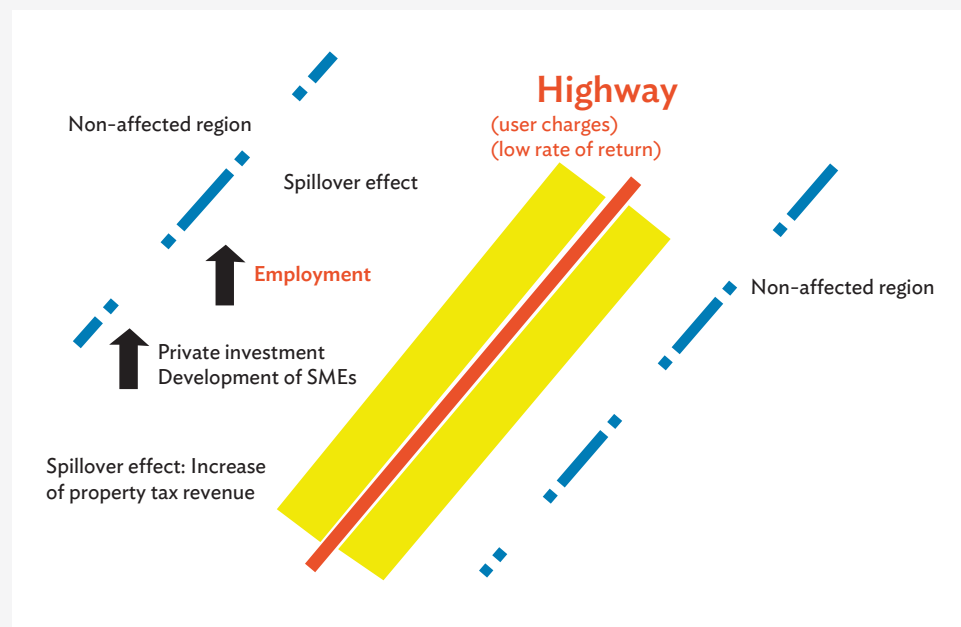 Highway
(user charges)
(low rate of return)
Non-affected region
Spillover effect
Employment
Non-affected region
Private investment
Development of SMEs
Spillover effect: Increase
of property tax revenue